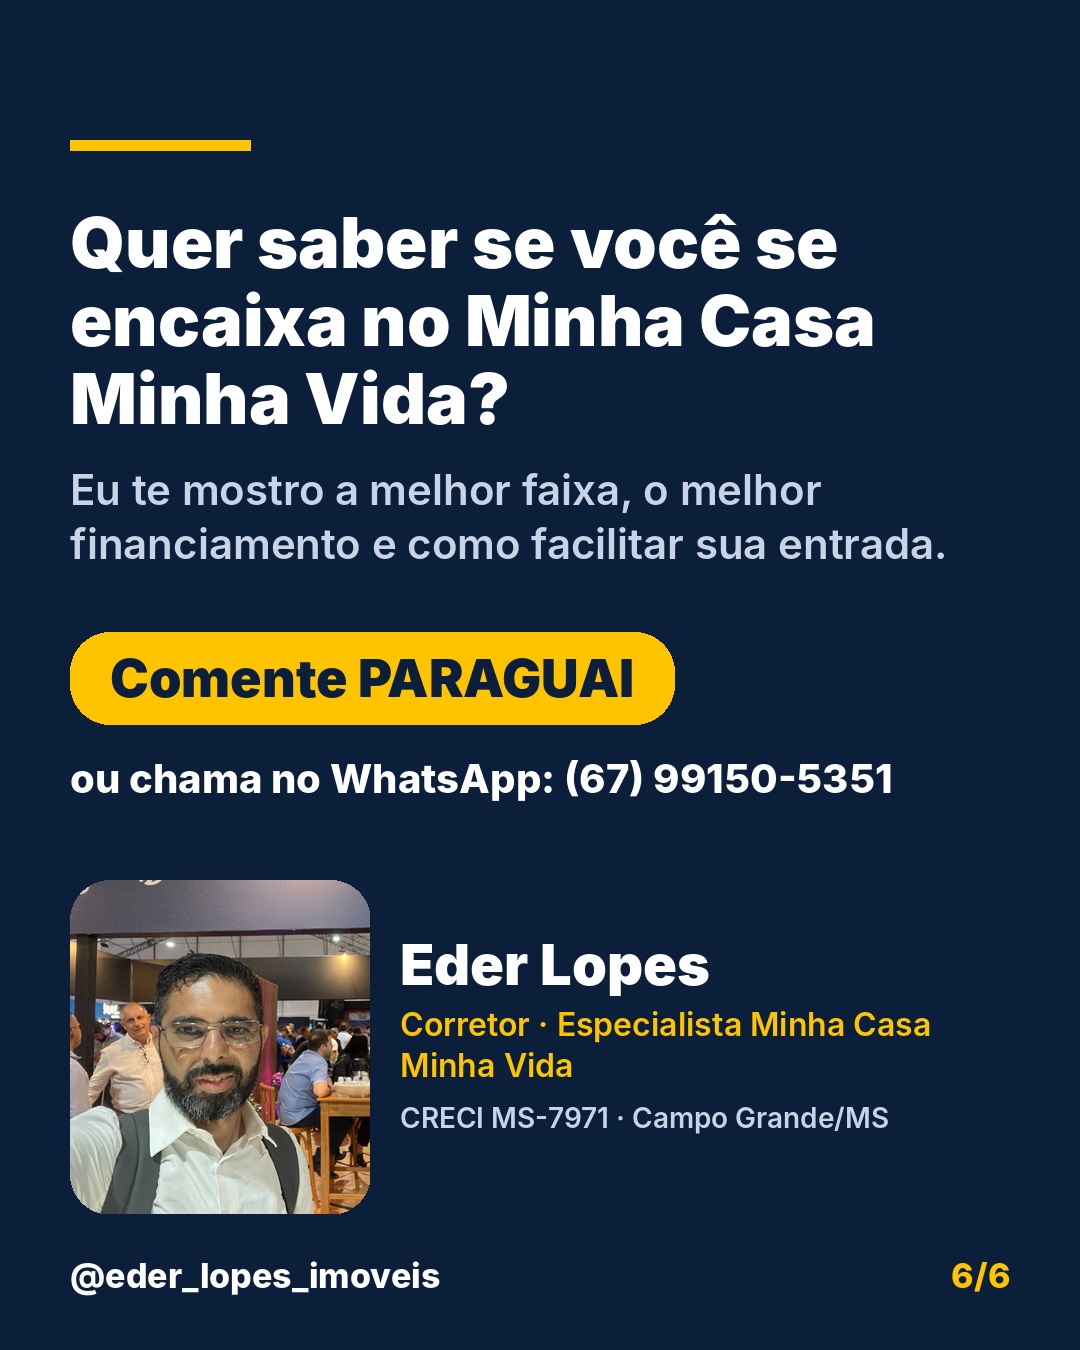 Quer saber se você se
encaixa no Minha Casa
Minha Vida?
Eu te mostro a melhor faixa, o melhor
financiamento e como facilitar sua entrada.
Comente PARAGUAI
ou chama no WhatsApp: (67) 99150-5351
Eder Lopes
Corretor · Especialista Minha Casa
Minha Vida
CRECI MS-7971 · Campo Grande/MS
@eder_lopes_imoveis
6/6